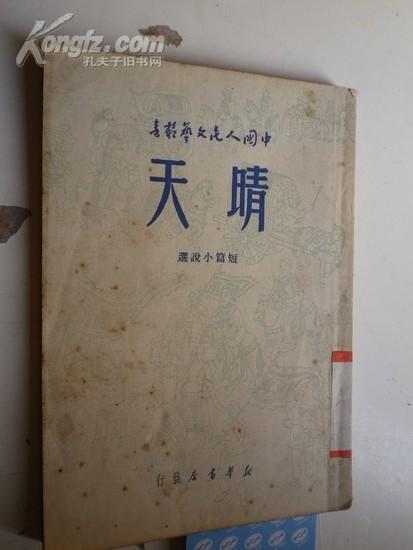 Kongfz.com
孔夫子旧书网
中國人民文藝叢書
晴天
短篇小說選
新華書店發行